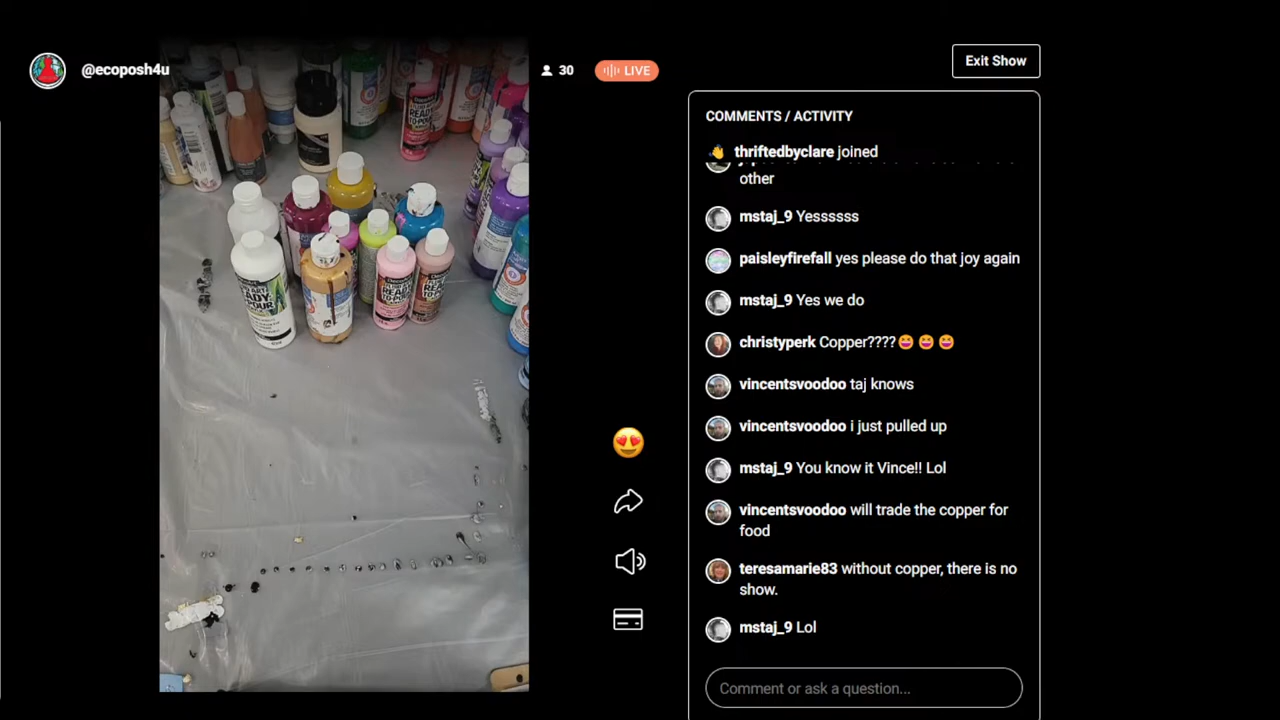 @ecoposh4u
30
LIVE
Exit Show
COMMENTS / ACTIVITY
thriftedbyclare joined
other
mstaj_9 Yessssss
paisleyfirefall yes please do that joy again
mstaj_9 Yes we do
christyperk Copper????😄 😄 😄
vincentsvoodoo taj knows
vincentsvoodoo i just pulled up
mstaj_9 You know it Vince!! Lol
vincentsvoodoo will trade the copper for
food
teresamarie83 without copper, there is no
show.
mstaj_9 Lol
Comment or ask a question...
READY
READY